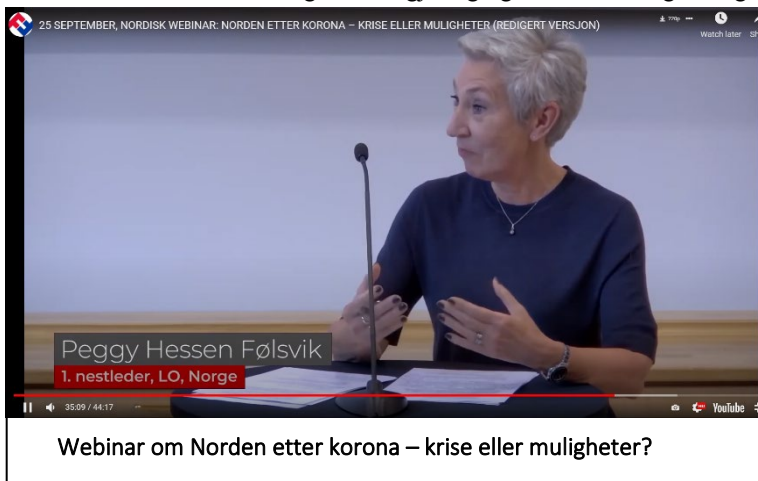 25 SEPTEMBER, NORDISK WEBINAR: NORDEN ETTER KORONA – KRISE ELLER MULIGHETER (REDIGERT VERSJON)
770p
Watch later
Peggy Hessen Følsvik
1. nestleder, LO, Norge
35:09 / 44:17
YouTube
Webinar om Norden etter korona – krise eller muligheter?